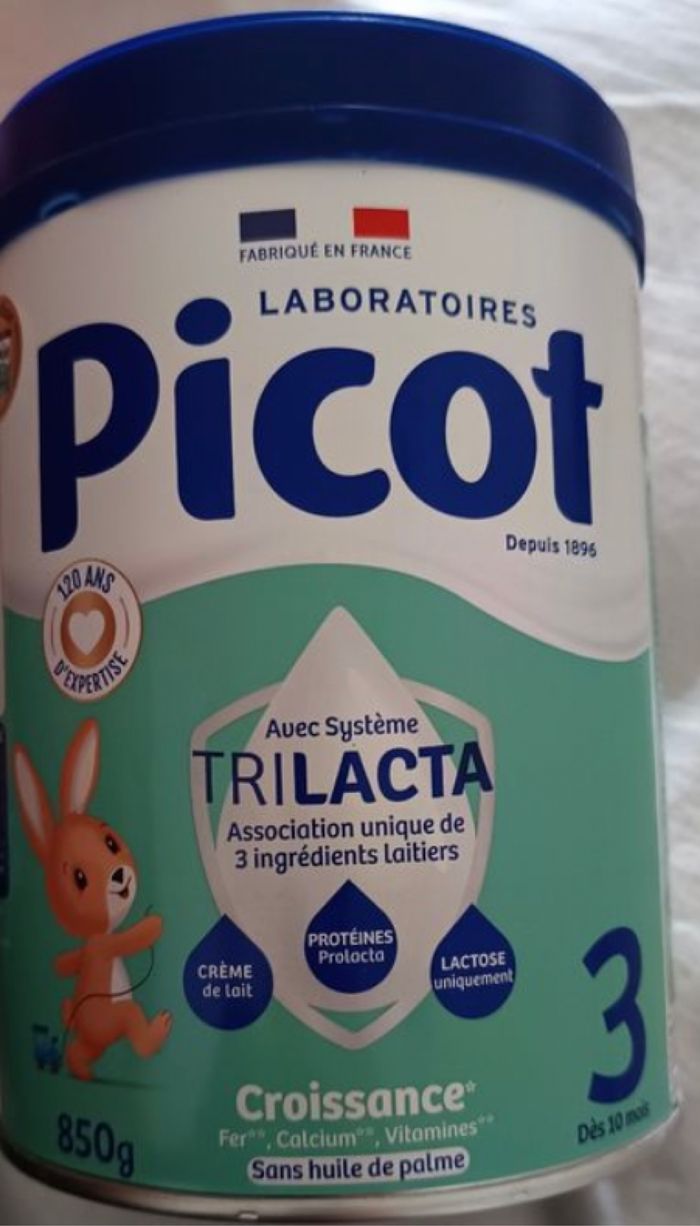 FABRIQUÉ EN FRANCE
LABORATOIRES
Picot
Depuis 1896
120 ANS
D'EXPERTISE
Avec Système
TRILACTA
Association unique de
3 ingrédients laitiers
PROTÉINES
Prolacta
CRÈME
de lait
LACTOSE
uniquement
3
Dès 10 mois
Croissance*
Fer**, Calcium**, Vitamines**
Sans huile de palme
850g